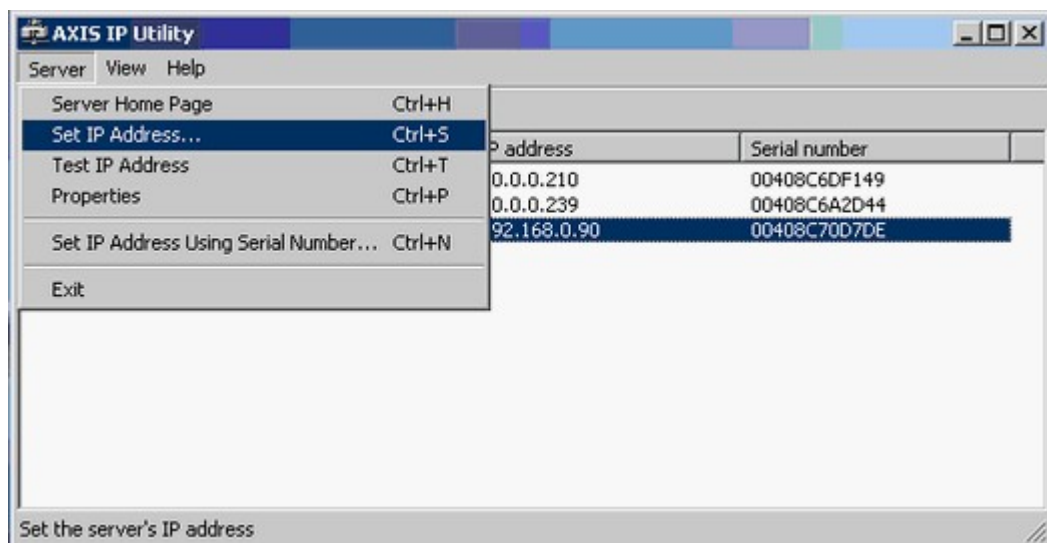 AXIS IP Utility
Server View Help
Server Home Page Ctrl+H
Set IP Address... Ctrl+S
Test IP Address Ctrl+T
Properties Ctrl+P
Set IP Address Using Serial Number... Ctrl+N
Exit
P address Serial number
0.0.0.210 00408C6DF149
0.0.0.239 00408C6A2D44
92.168.0.90 00408C70D7DE
Set the server's IP address